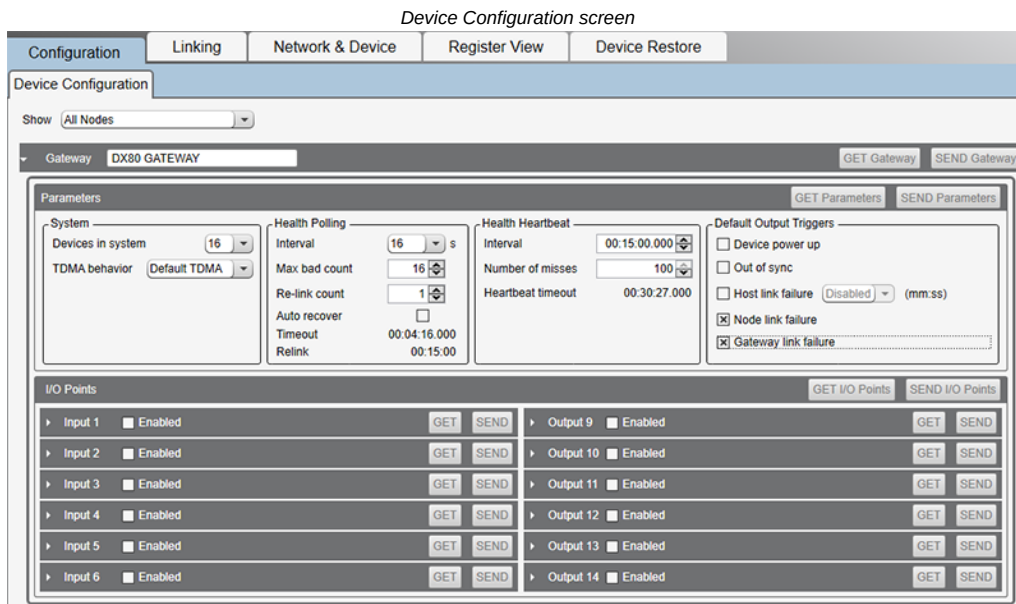 Device Configuration screen
Configuration Linking Network & Device Register View Device Restore
Device Configuration
Show All Nodes
Gateway DX80 GATEWAY GET Gateway SEND Gateway
Parameters GET Parameters SEND Parameters
System
Devices in system 16
TDMA behavior Default TDMA
Health Polling
Interval 16 s
Max bad count 16
Re-link count 1
Auto recover
Timeout 00:04:16.000
Relink 00:15:00
Health Heartbeat
Interval 00:15:00.000
Number of misses 100
Heartbeat timeout 00:30:27.000
Default Output Triggers
Device power up
Out of sync
Host link failure Disabled (mm:ss)
Node link failure
Gateway link failure
I/O Points GET I/O Points SEND I/O Points
Input 1 Enabled GET SEND Output 9 Enabled GET SEND
Input 2 Enabled GET SEND Output 10 Enabled GET SEND
Input 3 Enabled GET SEND Output 11 Enabled GET SEND
Input 4 Enabled GET SEND Output 12 Enabled GET SEND
Input 5 Enabled GET SEND Output 13 Enabled GET SEND
Input 6 Enabled GET SEND Output 14 Enabled GET SEND